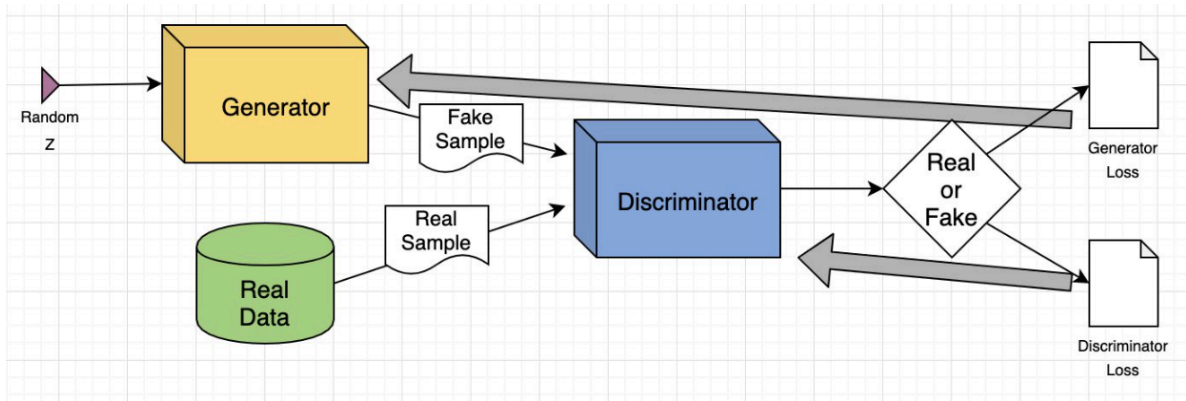 Random
Z
Generator
Fake
Sample
Real
Sample
Real
Data
Discriminator
Real
or
Fake
Generator
Loss
Discriminator
Loss